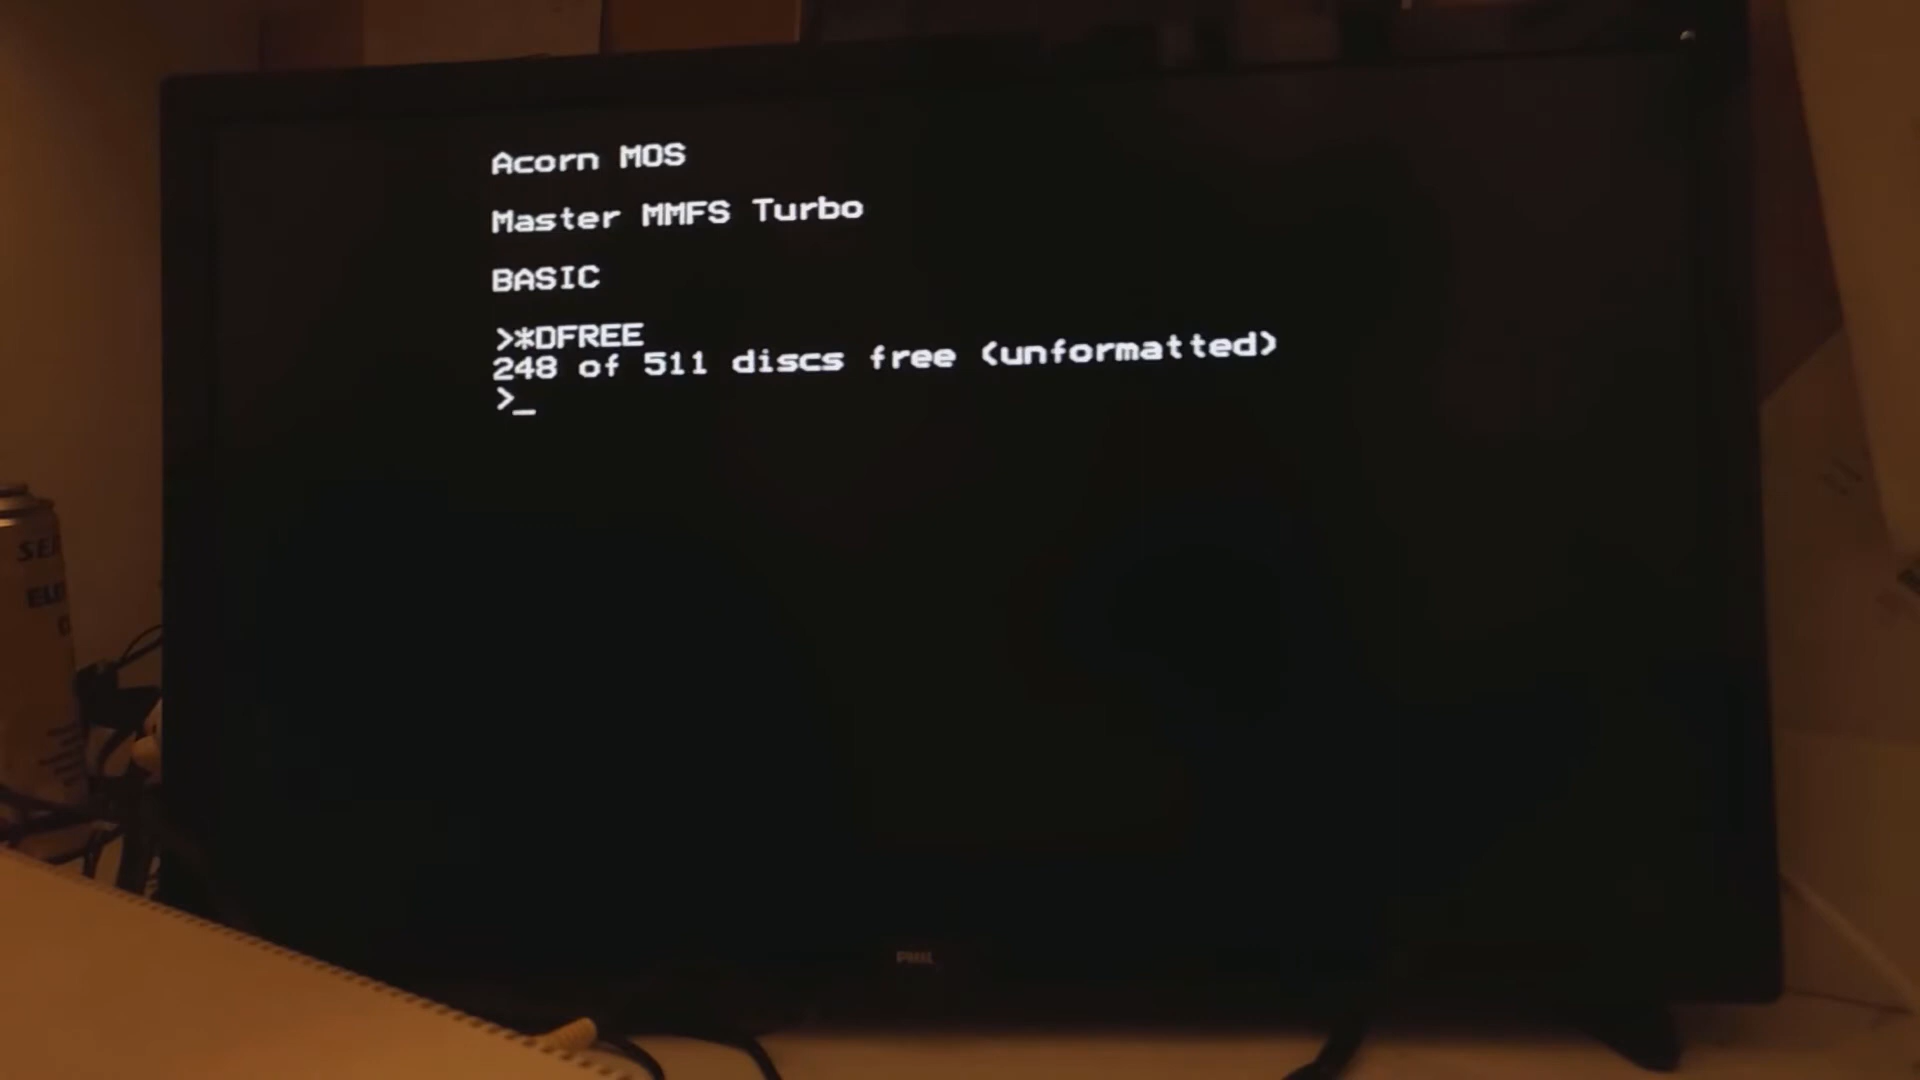 Acorn MOS
Master MMFS Turbo
BASIC
>*DFREE
248 of 511 discs free (unformatted)
>_